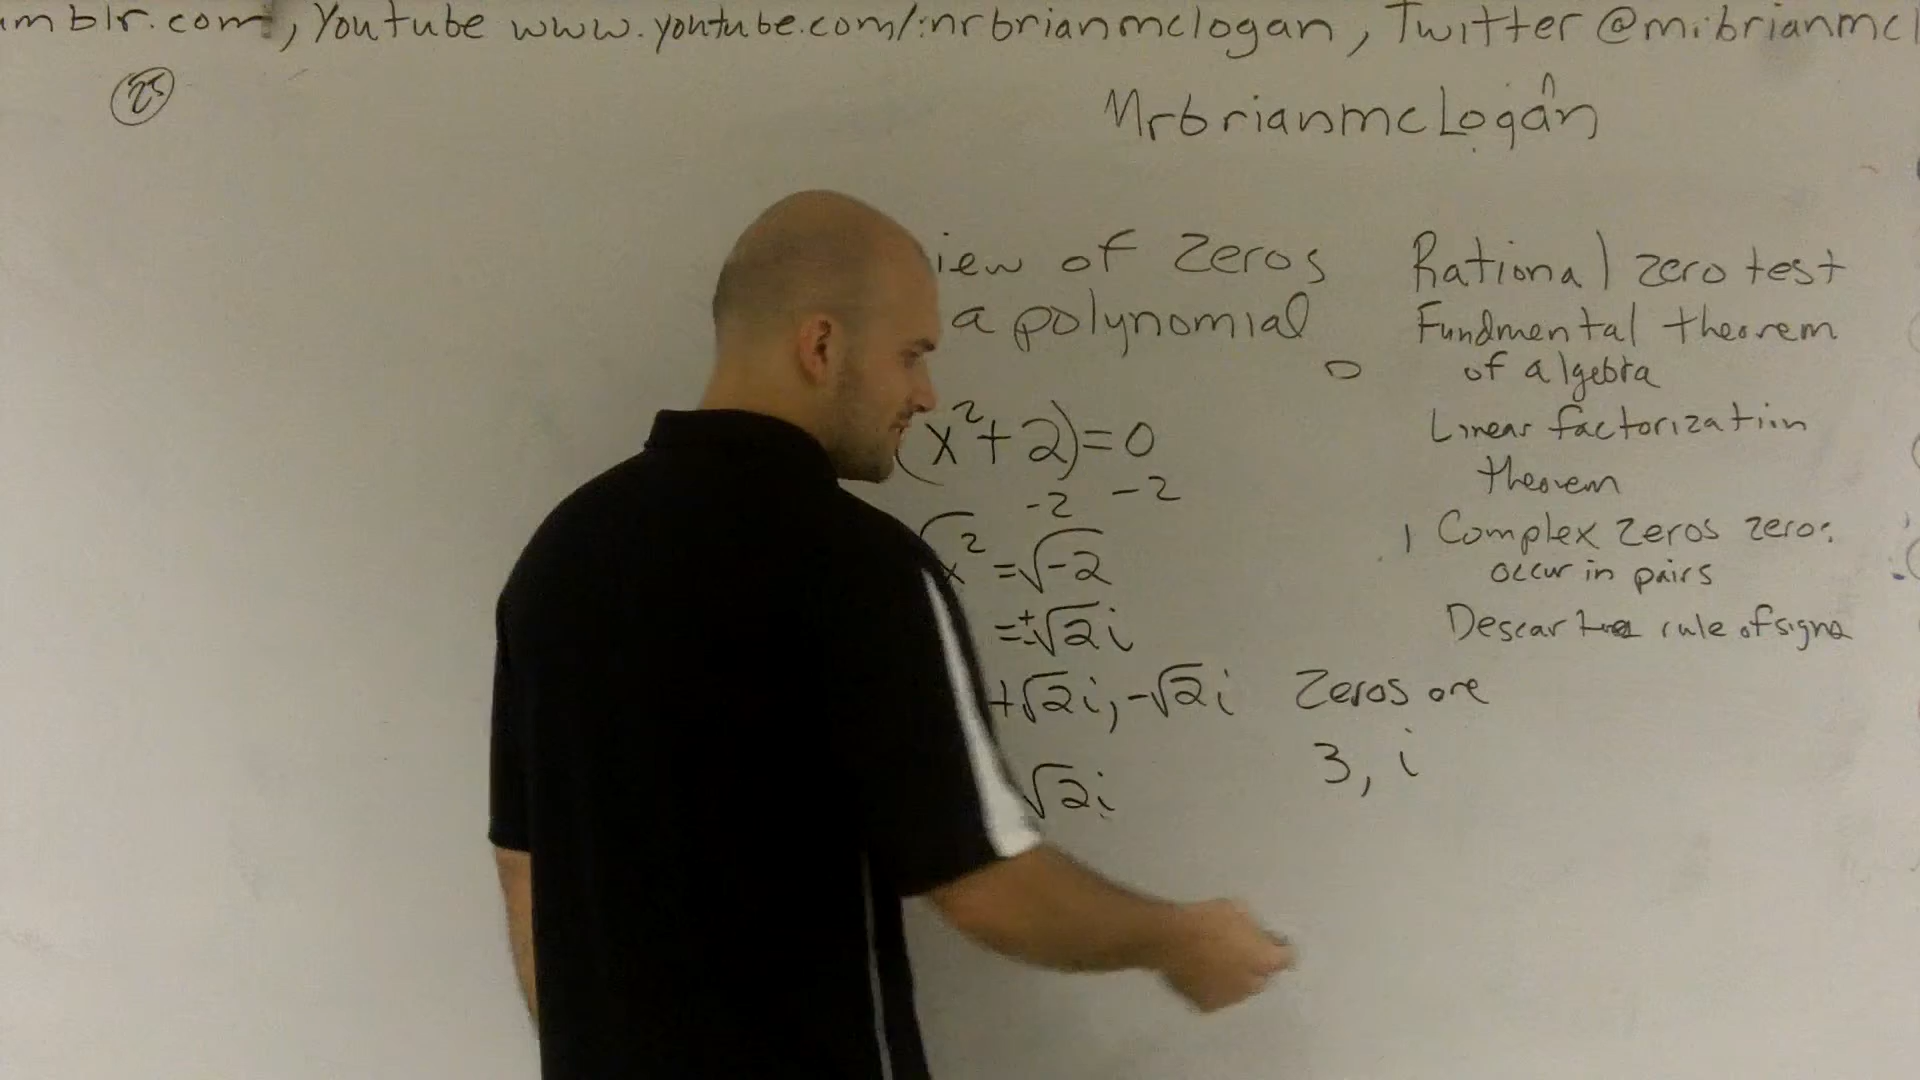 mblr.com, Youtube www.youtube.com/mrbrianmclogan, Twitter @mrbrianmcl
25
MrbrianmcLogan
iew of Zeros
a polynomial
(x²+2)=0
-2 -2
√x² = √-2
=±√2i
+√2i, -√2i
√2i
Zeros are
3, i
Rational zero test
Fundmental theorem
of algebra
Linear factorization
theorem
Complex zeros zero:
occur in pairs
rule of signs